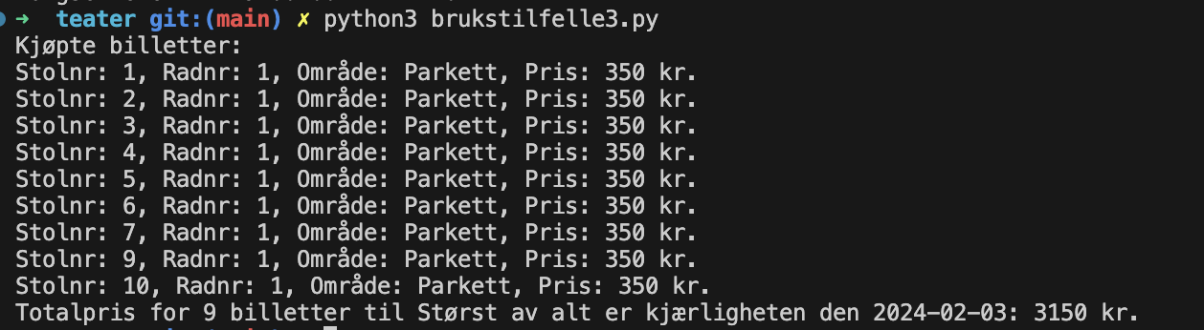 ➜ teater git:(main) ✗ python3 brukstilfelle3.py
Kjøpte billetter:
Stolnr: 1, Radnr: 1, Område: Parkett, Pris: 350 kr.
Stolnr: 2, Radnr: 1, Område: Parkett, Pris: 350 kr.
Stolnr: 3, Radnr: 1, Område: Parkett, Pris: 350 kr.
Stolnr: 4, Radnr: 1, Område: Parkett, Pris: 350 kr.
Stolnr: 5, Radnr: 1, Område: Parkett, Pris: 350 kr.
Stolnr: 6, Radnr: 1, Område: Parkett, Pris: 350 kr.
Stolnr: 7, Radnr: 1, Område: Parkett, Pris: 350 kr.
Stolnr: 9, Radnr: 1, Område: Parkett, Pris: 350 kr.
Stolnr: 10, Radnr: 1, Område: Parkett, Pris: 350 kr.
Totalpris for 9 billetter til Størst av alt er kjærligheten den 2024-02-03: 3150 kr.